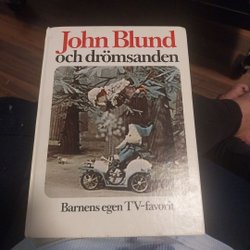 John Blund
och drömsanden
Barnens egen TV-favorit